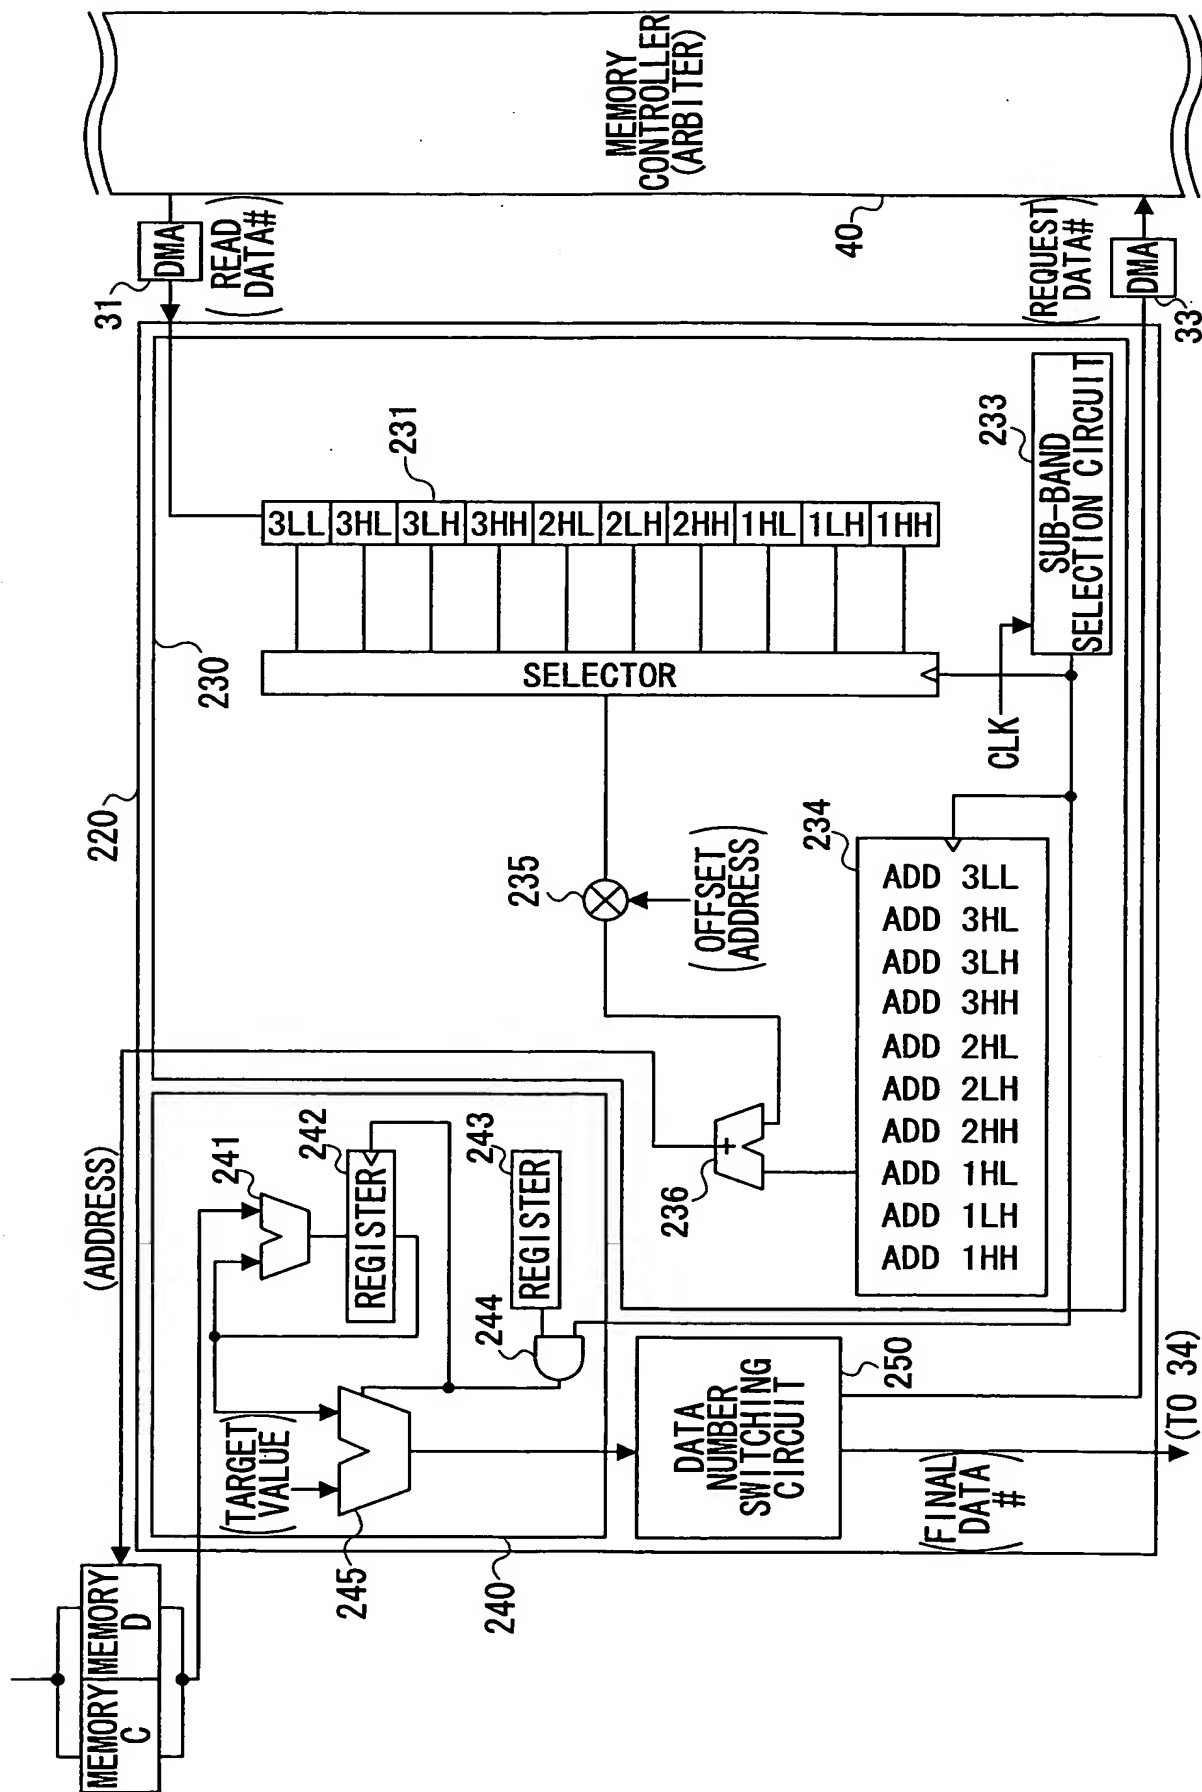 MEMORY
C
MEMORY
D
(ADDRESS)
220
230
31
DMA
(READ
DATA#)
MEMORY
CONTROLLER
(ARBITER)
40
241
242
REGISTER
243
REGISTER
244
(TARGET
VALUE)
245
240
235
(OFFSET
ADDRESS)
236
+
SELECTOR
231
3LL
3HL
3LH
3HH
2HL
2LH
2HH
1HL
1LH
1HH
234
ADD 3LL
ADD 3HL
ADD 3LH
ADD 3HH
ADD 2HL
ADD 2LH
ADD 2HH
ADD 1HL
ADD 1LH
ADD 1HH
CLK
233
SUB-BAND
SELECTION CIRCUIT
DATA
NUMBER
SWITCHING
CIRCUIT
250
(FINAL
DATA
#)
(TO 34)
(REQUEST
DATA#)
DMA
33